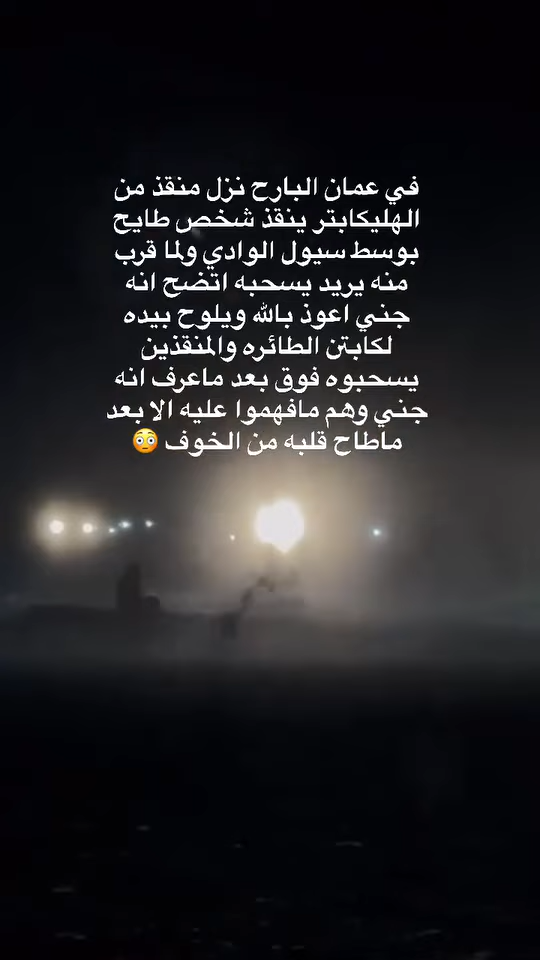 في عمان البارح نزل منقذ من
الهليكابتر ينقذ شخص طايح
بوسط سيول الوادي ولما قرب
منه يريد يسحبه اتضح انه
جني اعوذ بالله ويلوح بيده
لكابتن الطائره والمنقذين
يسحبوه فوق بعد ماعرف انه
جني وهم مافهموا عليه الا بعد
ماطاح قلبه من الخوف 😳